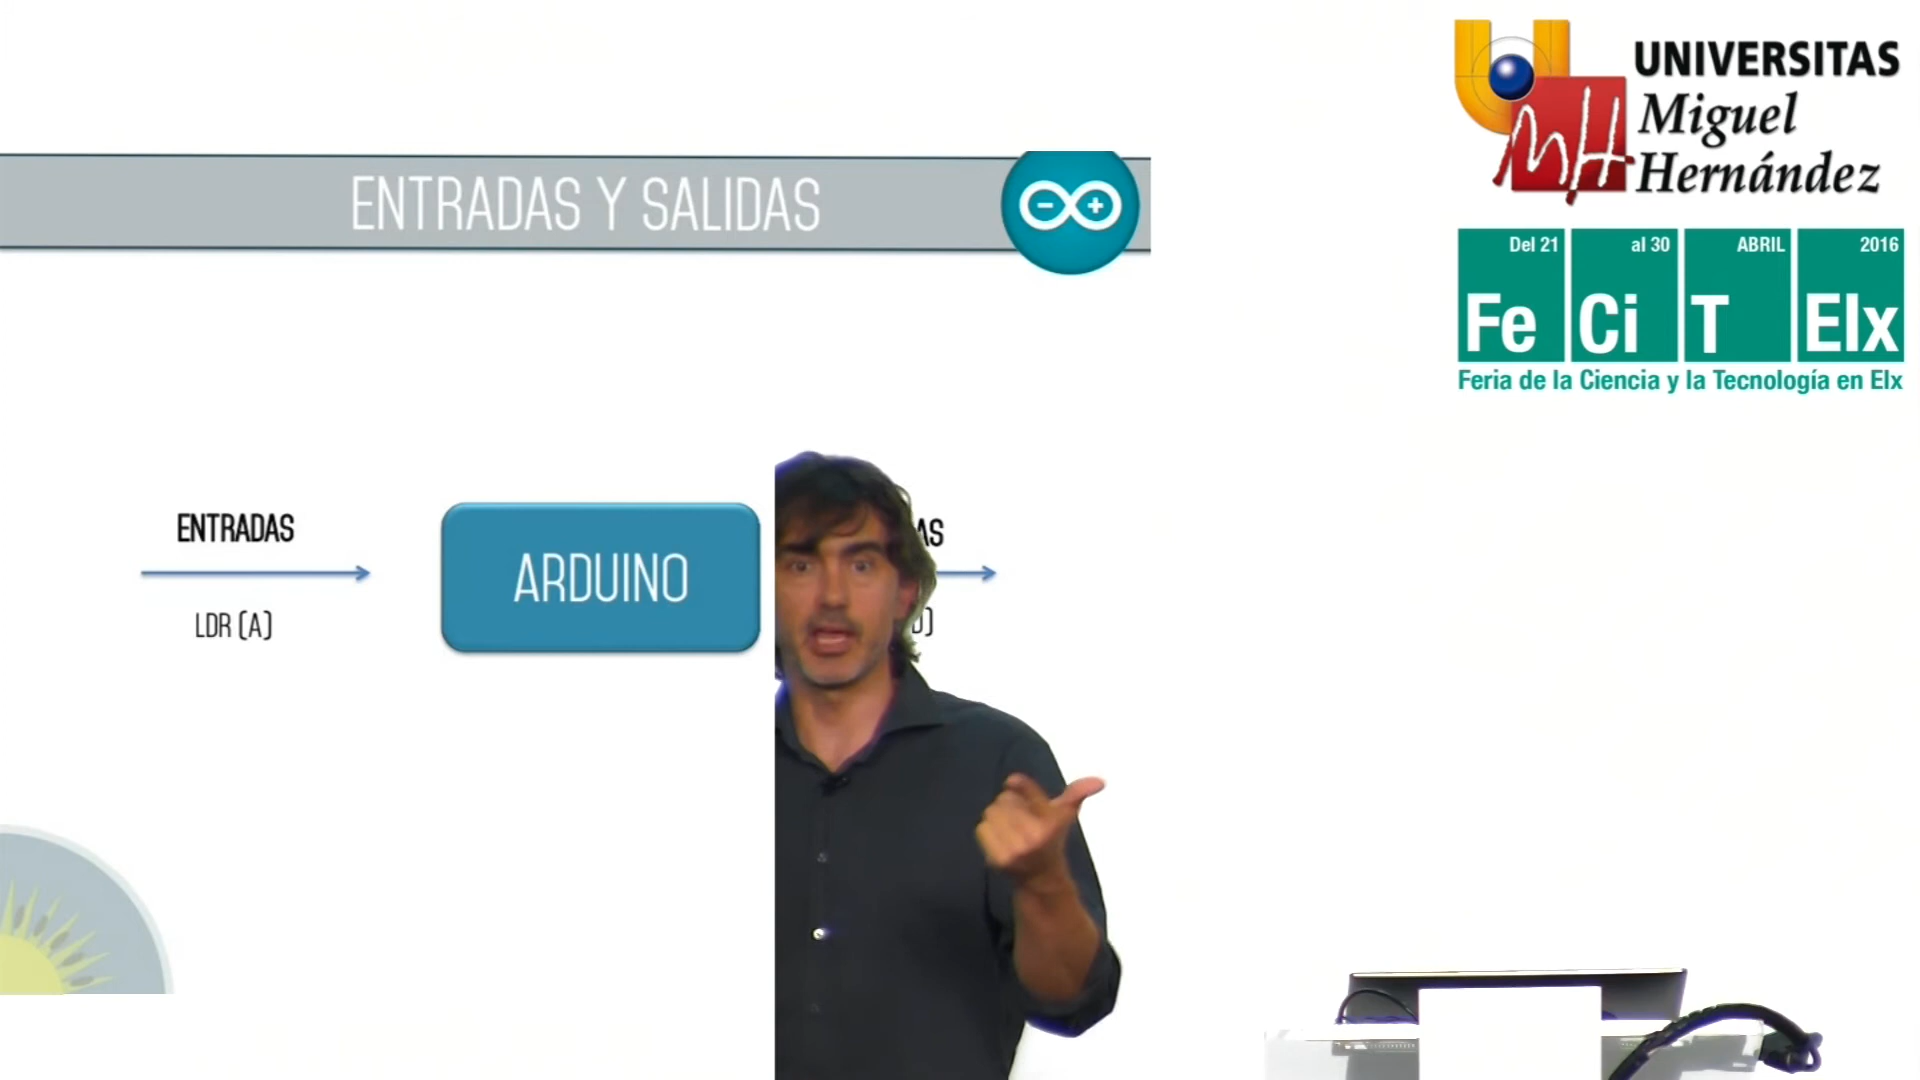 UNIVERSITAS
Miguel
Hernández
ENTRADAS Y SALIDAS
Del 21 al 30 ABRIL 2016
Fe Ci T Elx
Feria de la Ciencia y la Tecnología en Elx
ENTRADAS
ARDUINO
LDR (A)